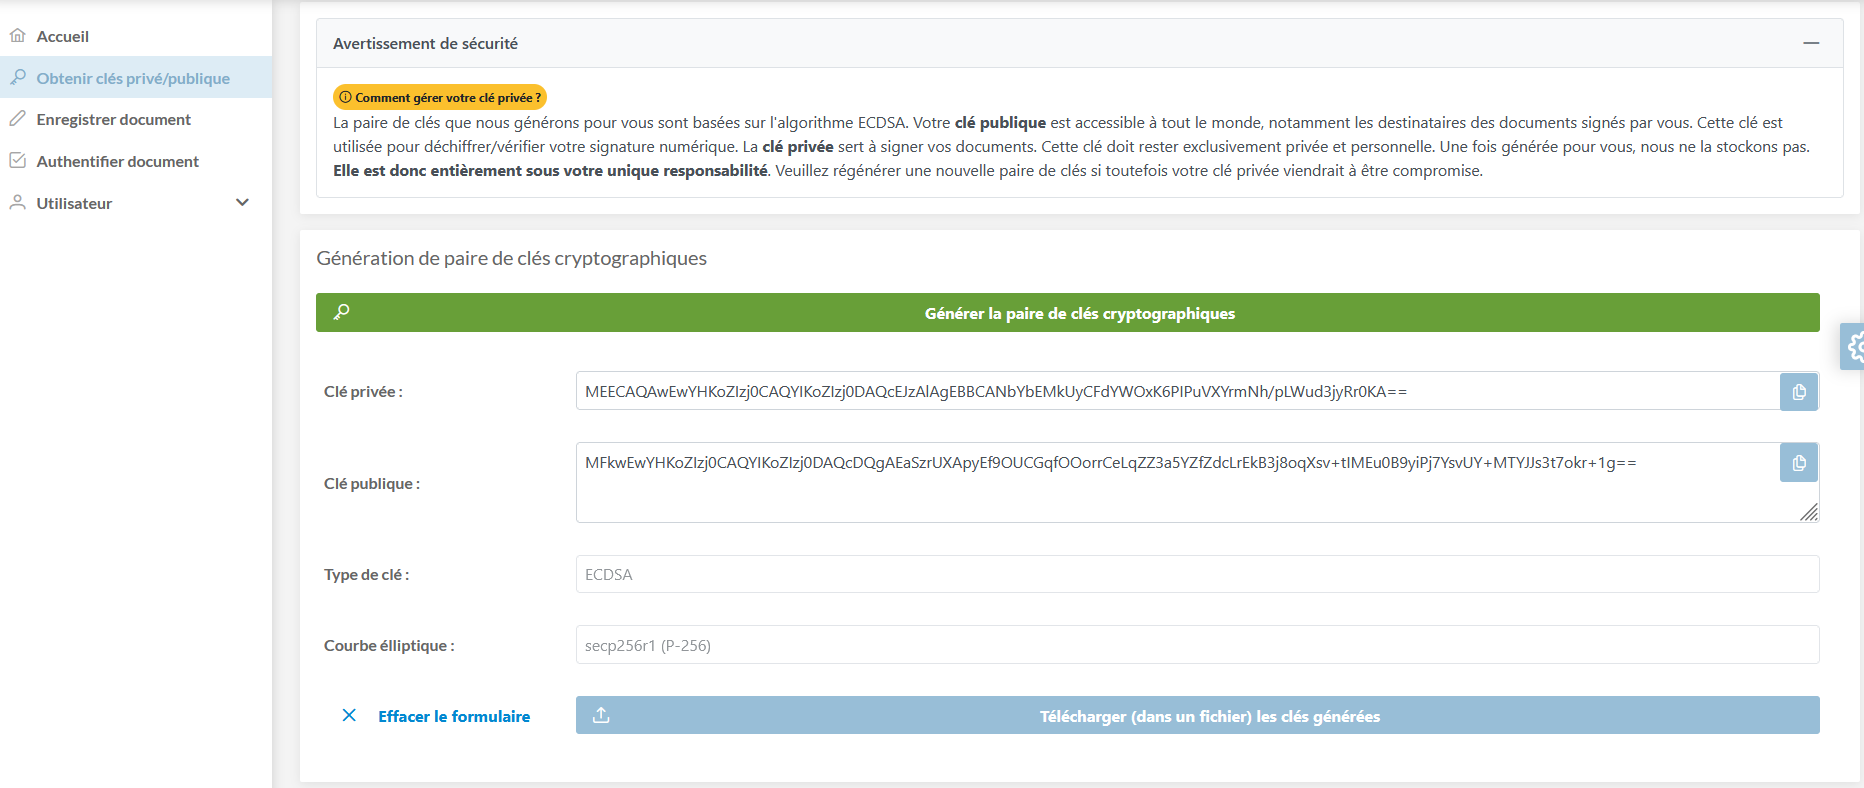 Accueil
Obtenir clés privé/publique
Enregistrer document
Authentifier document
Utilisateur
Avertissement de sécurité
Comment gérer votre clé privée ?
La paire de clés que nous générons pour vous sont basées sur l'algorithme ECDSA. Votre clé publique est accessible à tout le monde, notamment les destinataires des documents signés par vous. Cette clé est
utilisée pour déchiffrer/vérifier votre signature numérique. La clé privée sert à signer vos documents. Cette clé doit rester exclusivement privée et personnelle. Une fois générée pour vous, nous ne la stockons pas.
Elle est donc entièrement sous votre unique responsabilité. Veuillez régénérer une nouvelle paire de clés si toutefois votre clé privée viendrait à être compromise.
Génération de paire de clés cryptographiques
Générer la paire de clés cryptographiques
Clé privée :
MEECAQAwEwYHKoZIzj0CAQYIKoZIzj0DAQcEJzAlAgEBBCANbYbEMkUyCFdYWOxK6PIPuVXYrmNh/pLWud3jyRr0KA==
Clé publique :
MFkwEwYHKoZIzj0CAQYIKoZIzj0DAQcDQgAEaSzrUXApyEf9OUCGqfOOorrCeLqZZ3a5YZfZdcLrEkB3j8oqXsv+tIMEu0B9yiPj7YsvUY+MTYJJs3t7okr+1g==
Type de clé :
ECDSA
Courbe élliptique :
secp256r1 (P-256)
Effacer le formulaire
Télécharger (dans un fichier) les clés générées